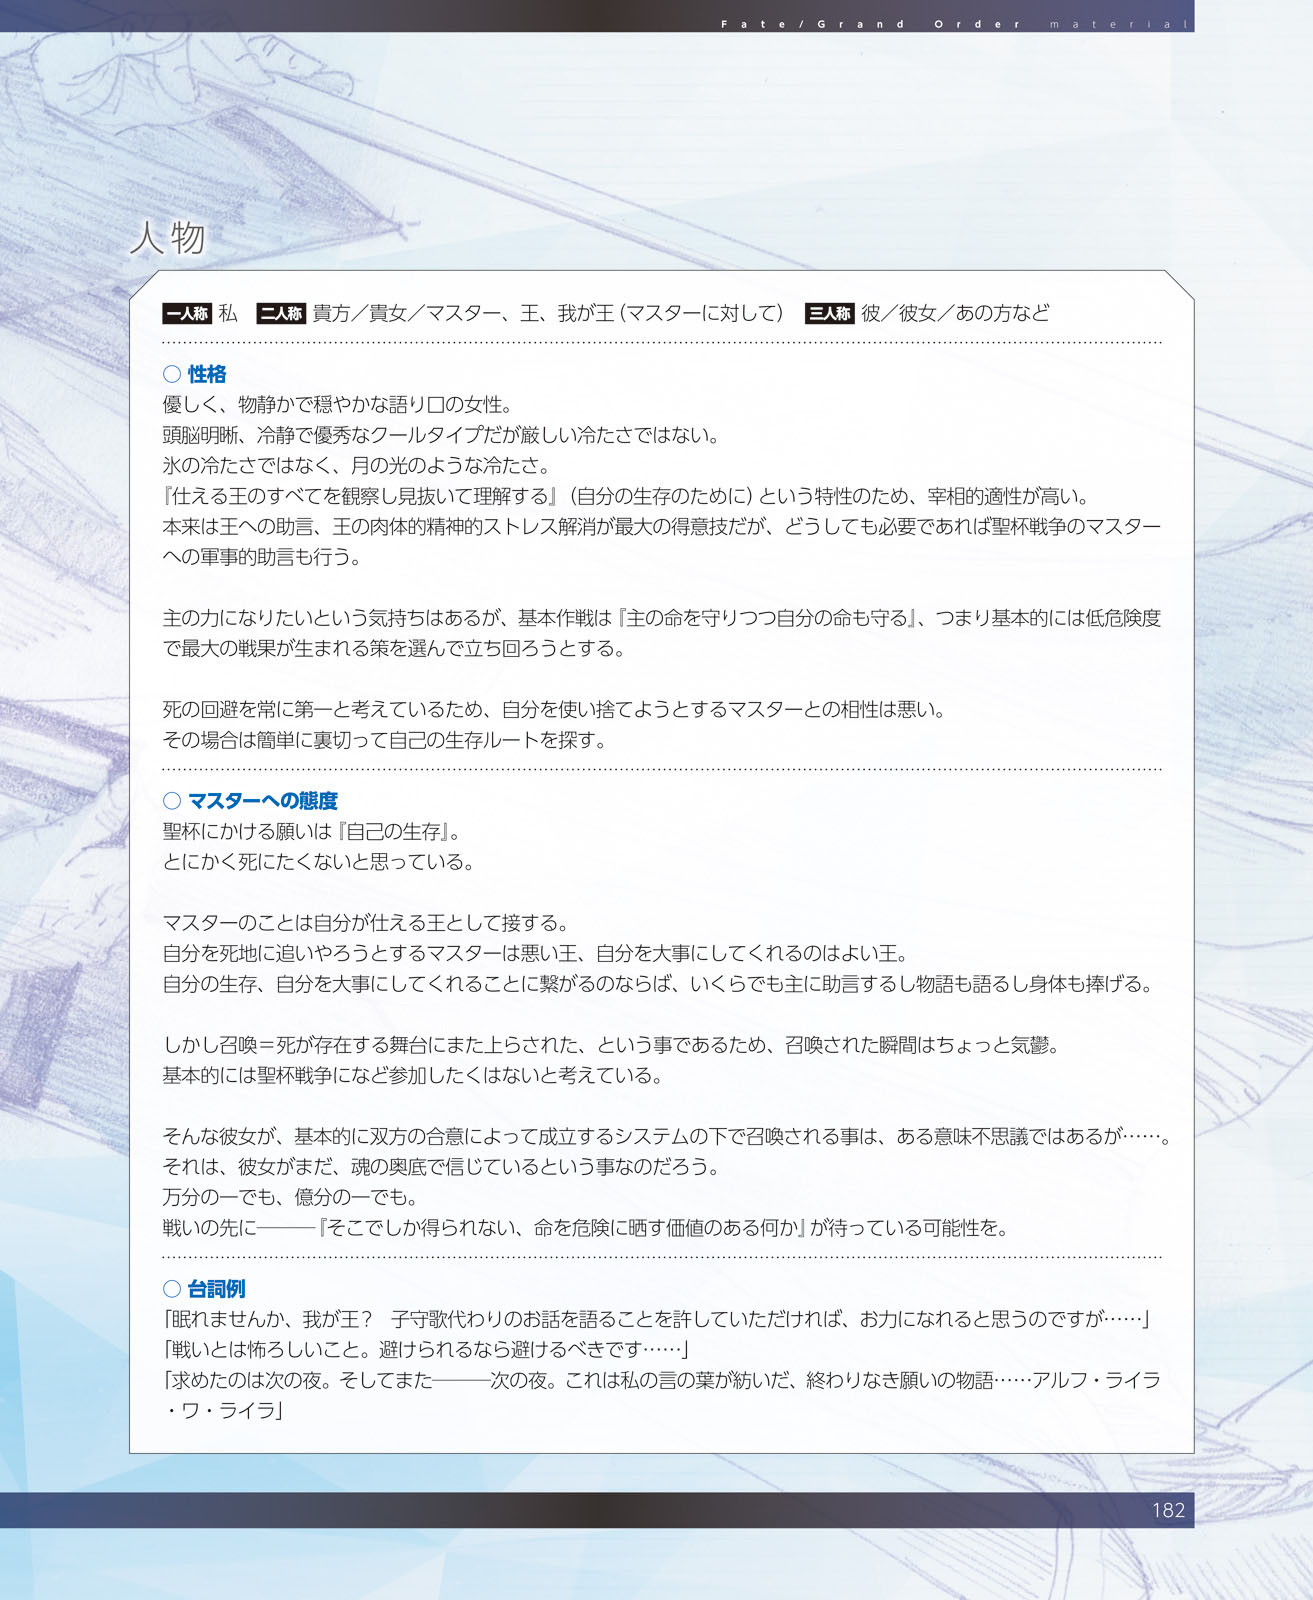 Fate/Grand Order material
人物
一人称 私 二人称 貴方／貴女／マスター、王、我が王（マスターに対して） 三人称 彼／彼女／あの方など
○ 性格
優しく、物静かで穏やかな語り口の女性。
頭脳明晰、冷静で優秀なクールタイプだが厳しい冷たさではない。
氷の冷たさではなく、月の光のような冷たさ。
『仕える王のすべてを観察し見抜いて理解する』（自分の生存のために）という特性のため、宰相的適性が高い。
本来は王への助言、王の肉体的精神的ストレス解消が最大の得意技だが、どうしても必要であれば聖杯戦争のマスター
への軍事的助言も行う。
主の力になりたいという気持ちはあるが、基本作戦は『主の命を守りつつ自分の命も守る』、つまり基本的には低危険度
で最大の戦果が生まれる策を選んで立ち回ろうとする。
死の回避を常に第一と考えているため、自分を使い捨てようとするマスターとの相性は悪い。
その場合は簡単に裏切って自己の生存ルートを探す。
○ マスターへの態度
聖杯にかける願いは『自己の生存』。
とにかく死にたくないと思っている。
マスターのことは自分が仕える王として接する。
自分を死地に追いやろうとするマスターは悪い王、自分を大事にしてくれるのはよい王。
自分の生存、自分を大事にしてくれることに繋がるのならば、いくらでも主に助言するし物語も語るし身体も捧げる。
しかし召喚＝死が存在する舞台にまた上らされた、という事であるため、召喚された瞬間はちょっと気鬱。
基本的には聖杯戦争になど参加したくはないと考えている。
そんな彼女が、基本的に双方の合意によって成立するシステムの下で召喚される事は、ある意味不思議ではあるが……。
それは、彼女がまだ、魂の奥底で信じているという事なのだろう。
万分の一でも、億分の一でも。
戦いの先に―――『そこでしか得られない、命を危険に晒す価値のある何か』が待っている可能性を。
○ 台詞例
「眠れませんか、我が王？　子守歌代わりのお話を語ることを許していただければ、お力になれると思うのですが……」
「戦いとは怖ろしいこと。避けられるなら避けるべきです……」
「求めたのは次の夜。そしてまた―――次の夜。これは私の言の葉が紡いだ、終わりなき願いの物語……アルフ・ライラ
・ワ・ライラ」
182